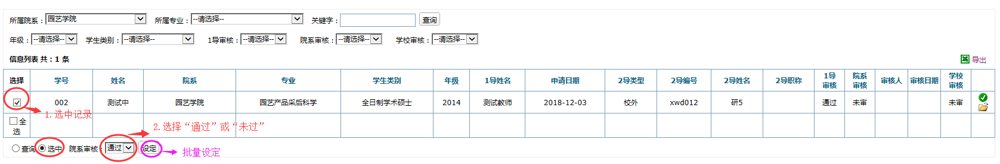 所属院系：园艺学院 所属专业：--请选择-- 关键字： 查询
年级：--请选择-- 学生类别：--请选择-- 1导审核：--请选择-- 院系审核：--请选择-- 学校审核：--请选择--
信息列表 共：1 条 导出
选择 学号 姓名 院系 专业 学生类别 年级 1导姓名 申请日期 2导类型 2导编号 2导姓名 2导职称 1导审核 院系审核 审核人 审核日期 学校审核
002 测试中 园艺学院 园艺产品采后科学 全日制学术硕士 2014 测试教师 2018-12-03 校外 xwd012 研5 通过 未审 未审
1.选中记录
全选
2.选择“通过”或“未过”
查询 选中 院系审核：通过 设定
批量设定